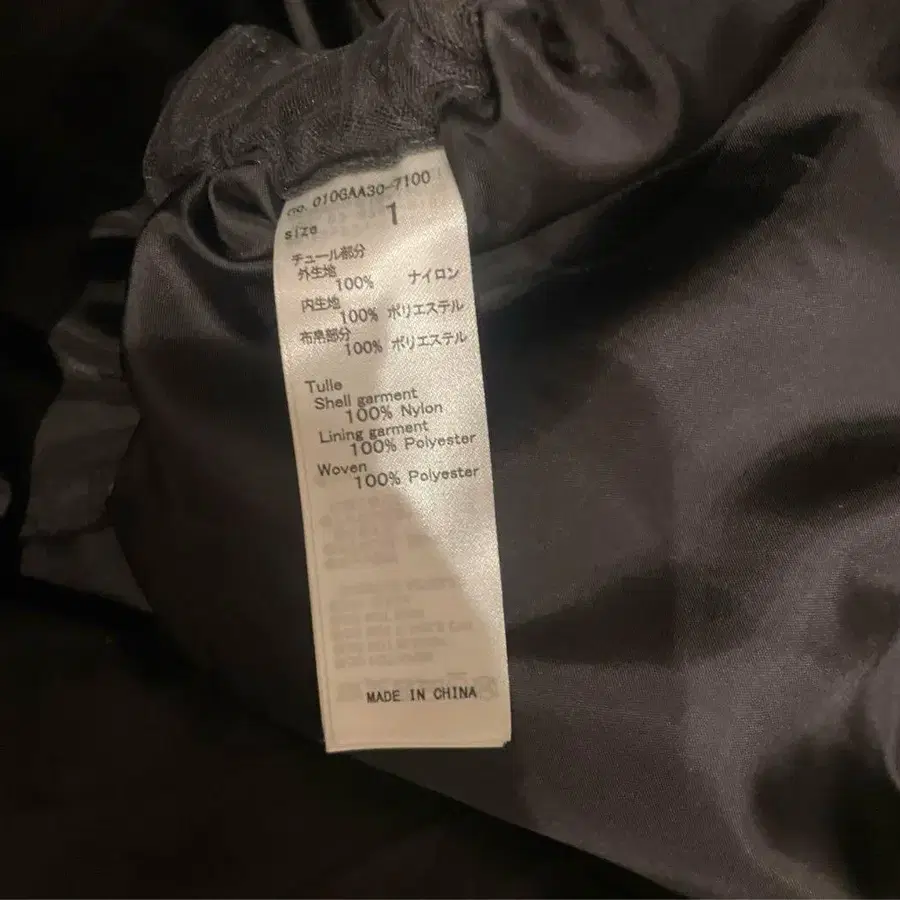 no. 010GAA30-7100
size 1
チュール部分
外生地
100% ナイロン
内生地
100% ポリエステル
布帛部分
100% ポリエステル
Tulle
Shell garment
100% Nylon
Lining garment
100% Polyester
Woven
100% Polyester
MADE IN CHINA